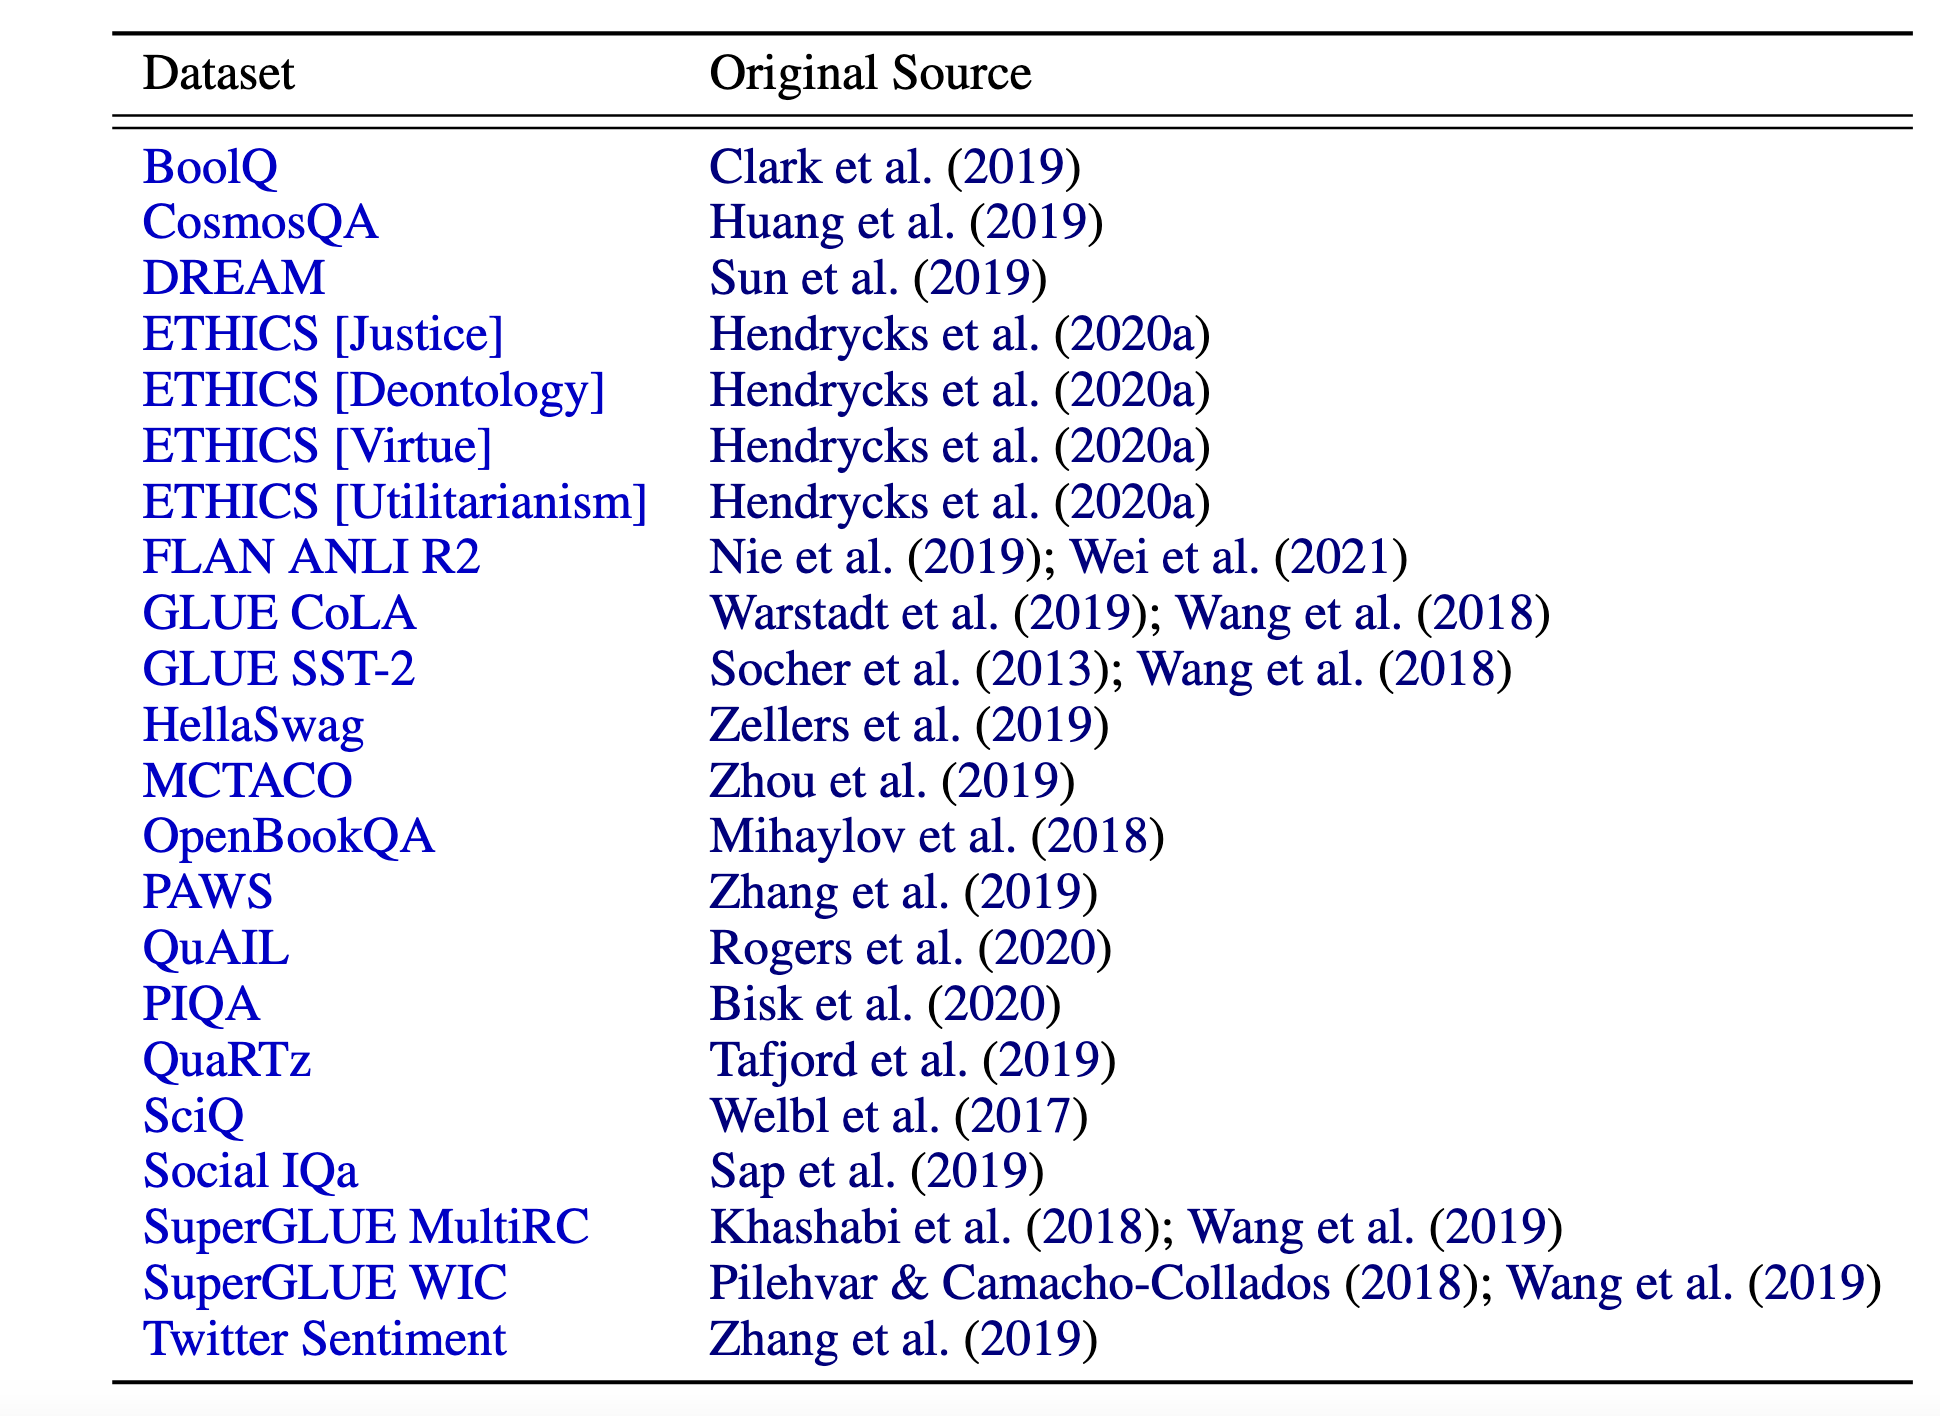 Dataset Original Source
BoolQ Clark et al. (2019)
CosmosQA Huang et al. (2019)
DREAM Sun et al. (2019)
ETHICS [Justice] Hendrycks et al. (2020a)
ETHICS [Deontology] Hendrycks et al. (2020a)
ETHICS [Virtue] Hendrycks et al. (2020a)
ETHICS [Utilitarianism] Hendrycks et al. (2020a)
FLAN ANLI R2 Nie et al. (2019); Wei et al. (2021)
GLUE CoLA Warstadt et al. (2019); Wang et al. (2018)
GLUE SST-2 Socher et al. (2013); Wang et al. (2018)
HellaSwag Zellers et al. (2019)
MCTACO Zhou et al. (2019)
OpenBookQA Mihaylov et al. (2018)
PAWS Zhang et al. (2019)
QuAIL Rogers et al. (2020)
PIQA Bisk et al. (2020)
QuaRTz Tafjord et al. (2019)
SciQ Welbl et al. (2017)
Social IQa Sap et al. (2019)
SuperGLUE MultiRC Khashabi et al. (2018); Wang et al. (2019)
SuperGLUE WIC Pilehvar & Camacho-Collados (2018); Wang et al. (2019)
Twitter Sentiment Zhang et al. (2019)